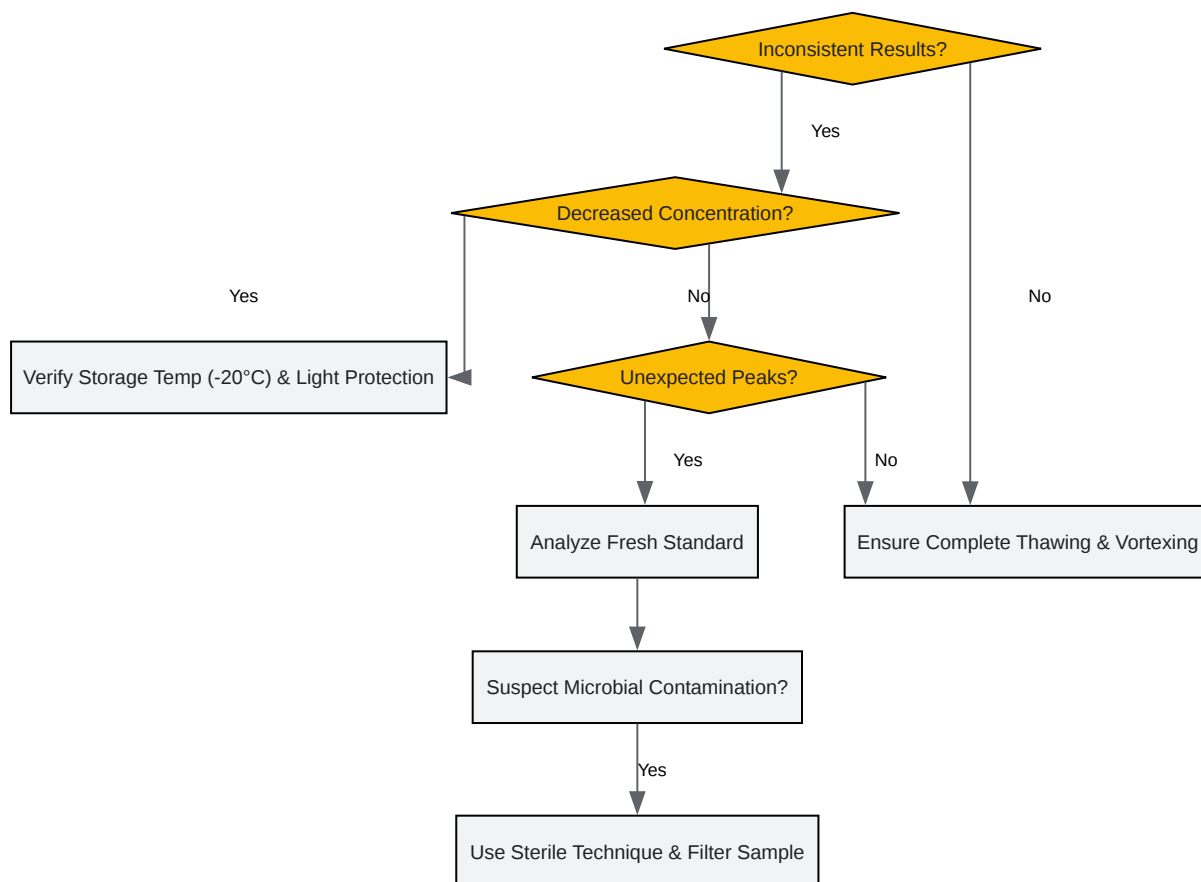 Inconsistent Results?
Yes
Decreased Concentration?
Yes
No
No
Verify Storage Temp (-20°C) & Light Protection
Unexpected Peaks?
Yes
No
Analyze Fresh Standard
Ensure Complete Thawing & Vortexing
Suspect Microbial Contamination?
Yes
Use Sterile Technique & Filter Sample